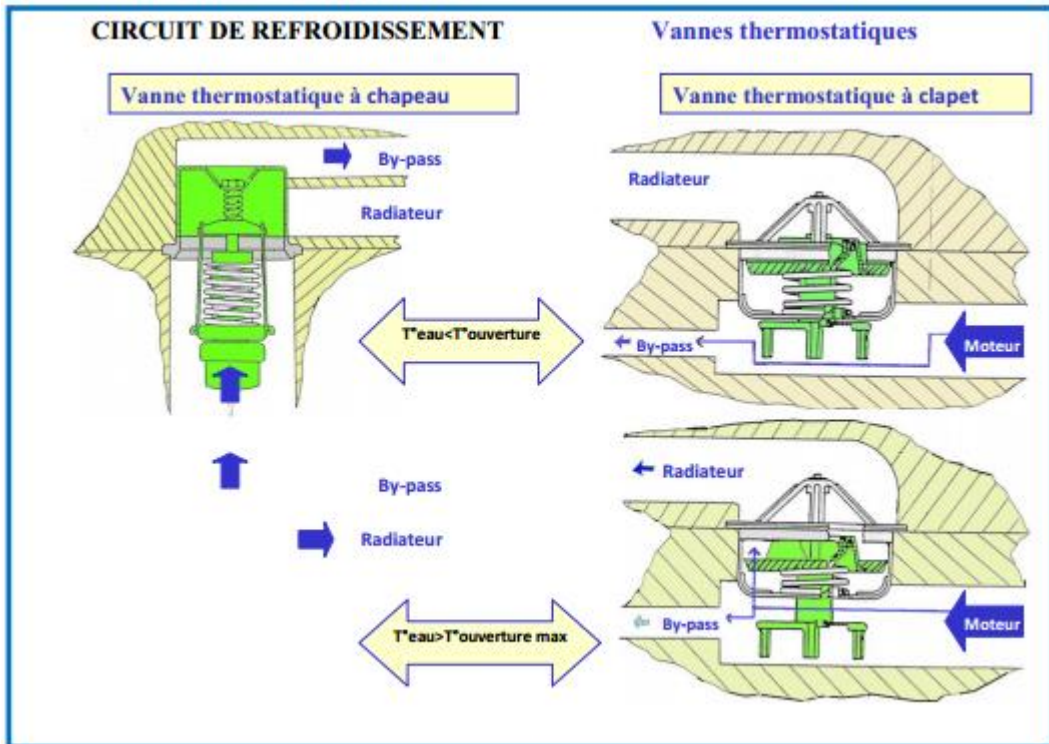 CIRCUIT DE REFROIDISSEMENT
Vannes thermostatiques
Vanne thermostatique à chapeau
Vanne thermostatique à clapet
By-pass
Radiateur
Radiateur
T°eau<T°ouverture
By-pass
Moteur
By-pass
Radiateur
Radiateur
T°eau>T°ouverture max
By-pass
Moteur